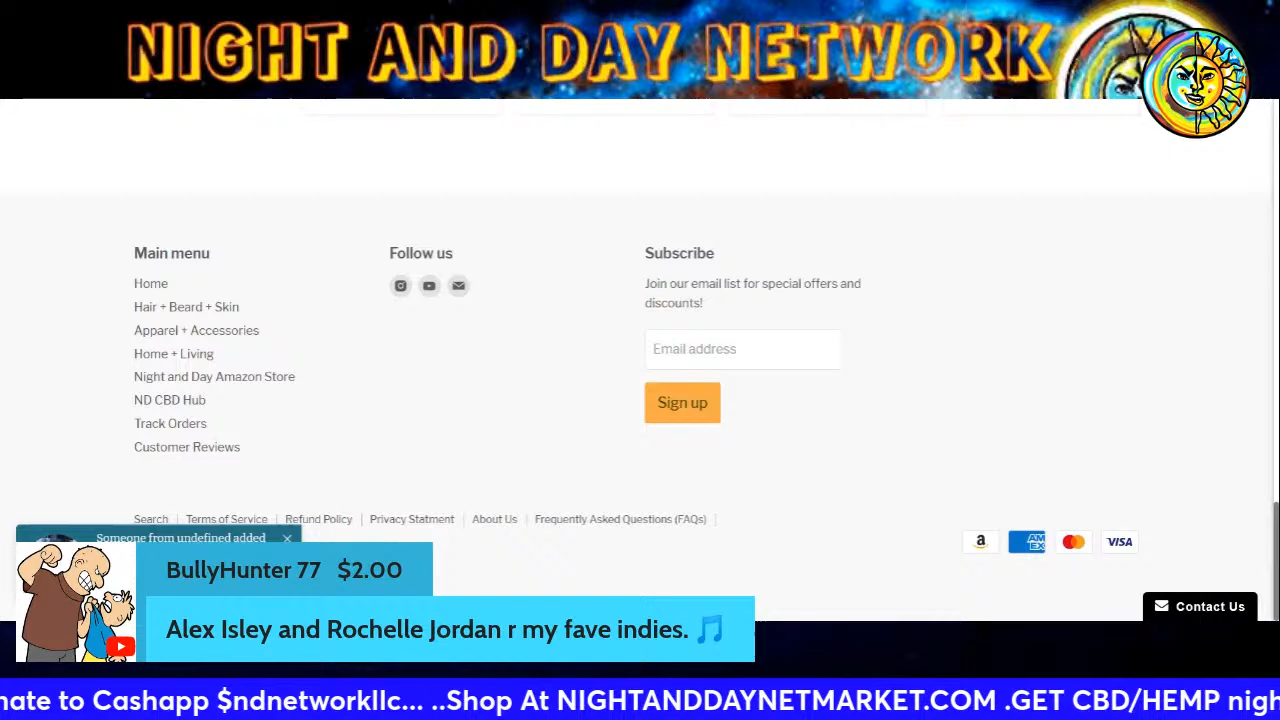 NIGHT AND DAY NETWORK
Main menu
Home
Hair + Beard + Skin
Apparel + Accessories
Home + Living
Night and Day Amazon Store
ND CBD Hub
Track Orders
Customer Reviews
Follow us
Subscribe
Join our email list for special offers and
discounts!
Email address
Sign up
Search | Terms of Service | Refund Policy | Privacy Statment | About Us | Frequently Asked Questions (FAQs) |
Someone from undefined added ×
a
AM
EX
VISA
Contact Us
BullyHunter 77 $2.00
Alex Isley and Rochelle Jordan r my fave indies. 🎵
nate to Cashapp $ndnetworkllc... ..Shop At NIGHTANDDAYNETMARKET.COM .GET CBD/HEMP nigh